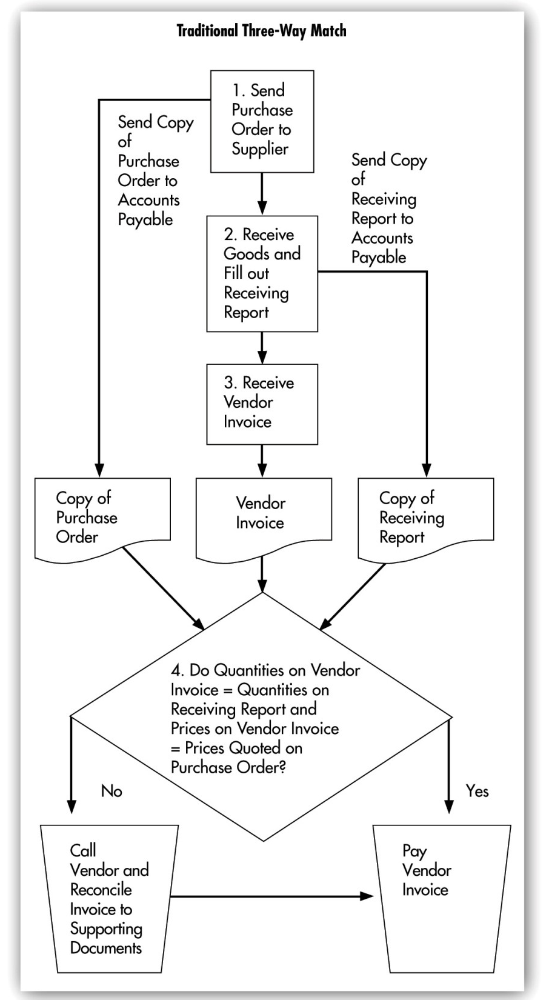 Traditional Three-Way Match
1. Send
Purchase
Order to
Supplier
Send Copy
of
Purchase
Order to
Accounts
Payable
Send Copy
of
Receiving
Report to
Accounts
Payable
2. Receive
Goods and
Fill out
Receiving
Report
3. Receive
Vendor
Invoice
Copy of
Purchase
Order
Vendor
Invoice
Copy of
Receiving
Report
4. Do Quantities on Vendor
Invoice = Quantities on
Receiving Report and
Prices on Vendor Invoice
= Prices Quoted on
Purchase Order?
No
Yes
Call
Vendor and
Reconcile
Invoice to
Supporting
Documents
Pay
Vendor
Invoice